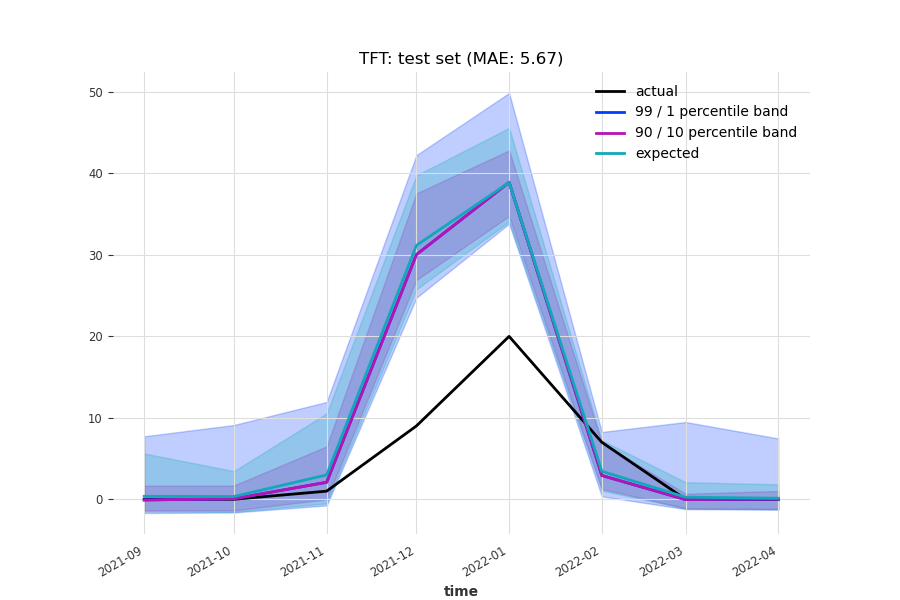 TFT: test set (MAE: 5.67)
actual
99 / 1 percentile band
90 / 10 percentile band
expected
50
40
30
20
10
0
2021-09
2021-10
2021-11
2021-12
2022-01
2022-02
2022-03
2022-04
time